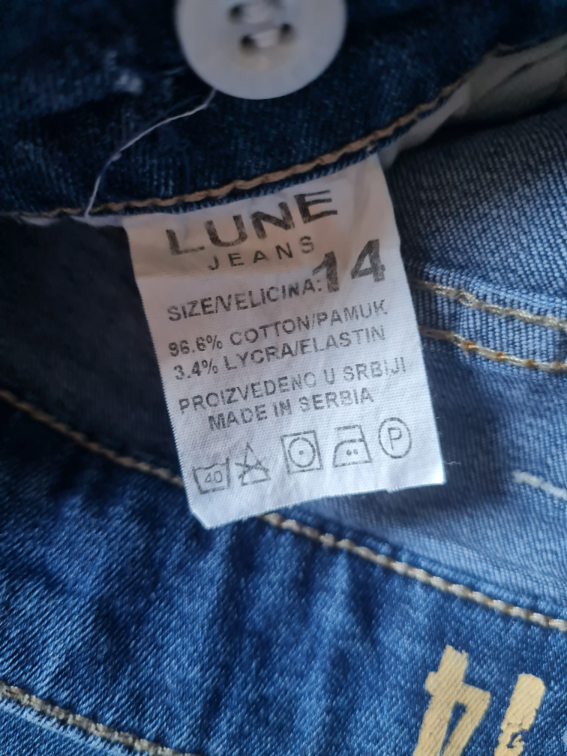 LUNE
JEANS
SIZE/VELICINA:14
96.6% COTTON/PAMUK
3.4% LYCRA/ELASTIN
PROIZVEDENO U SRBIJI
MADE IN SERBIA
40
P